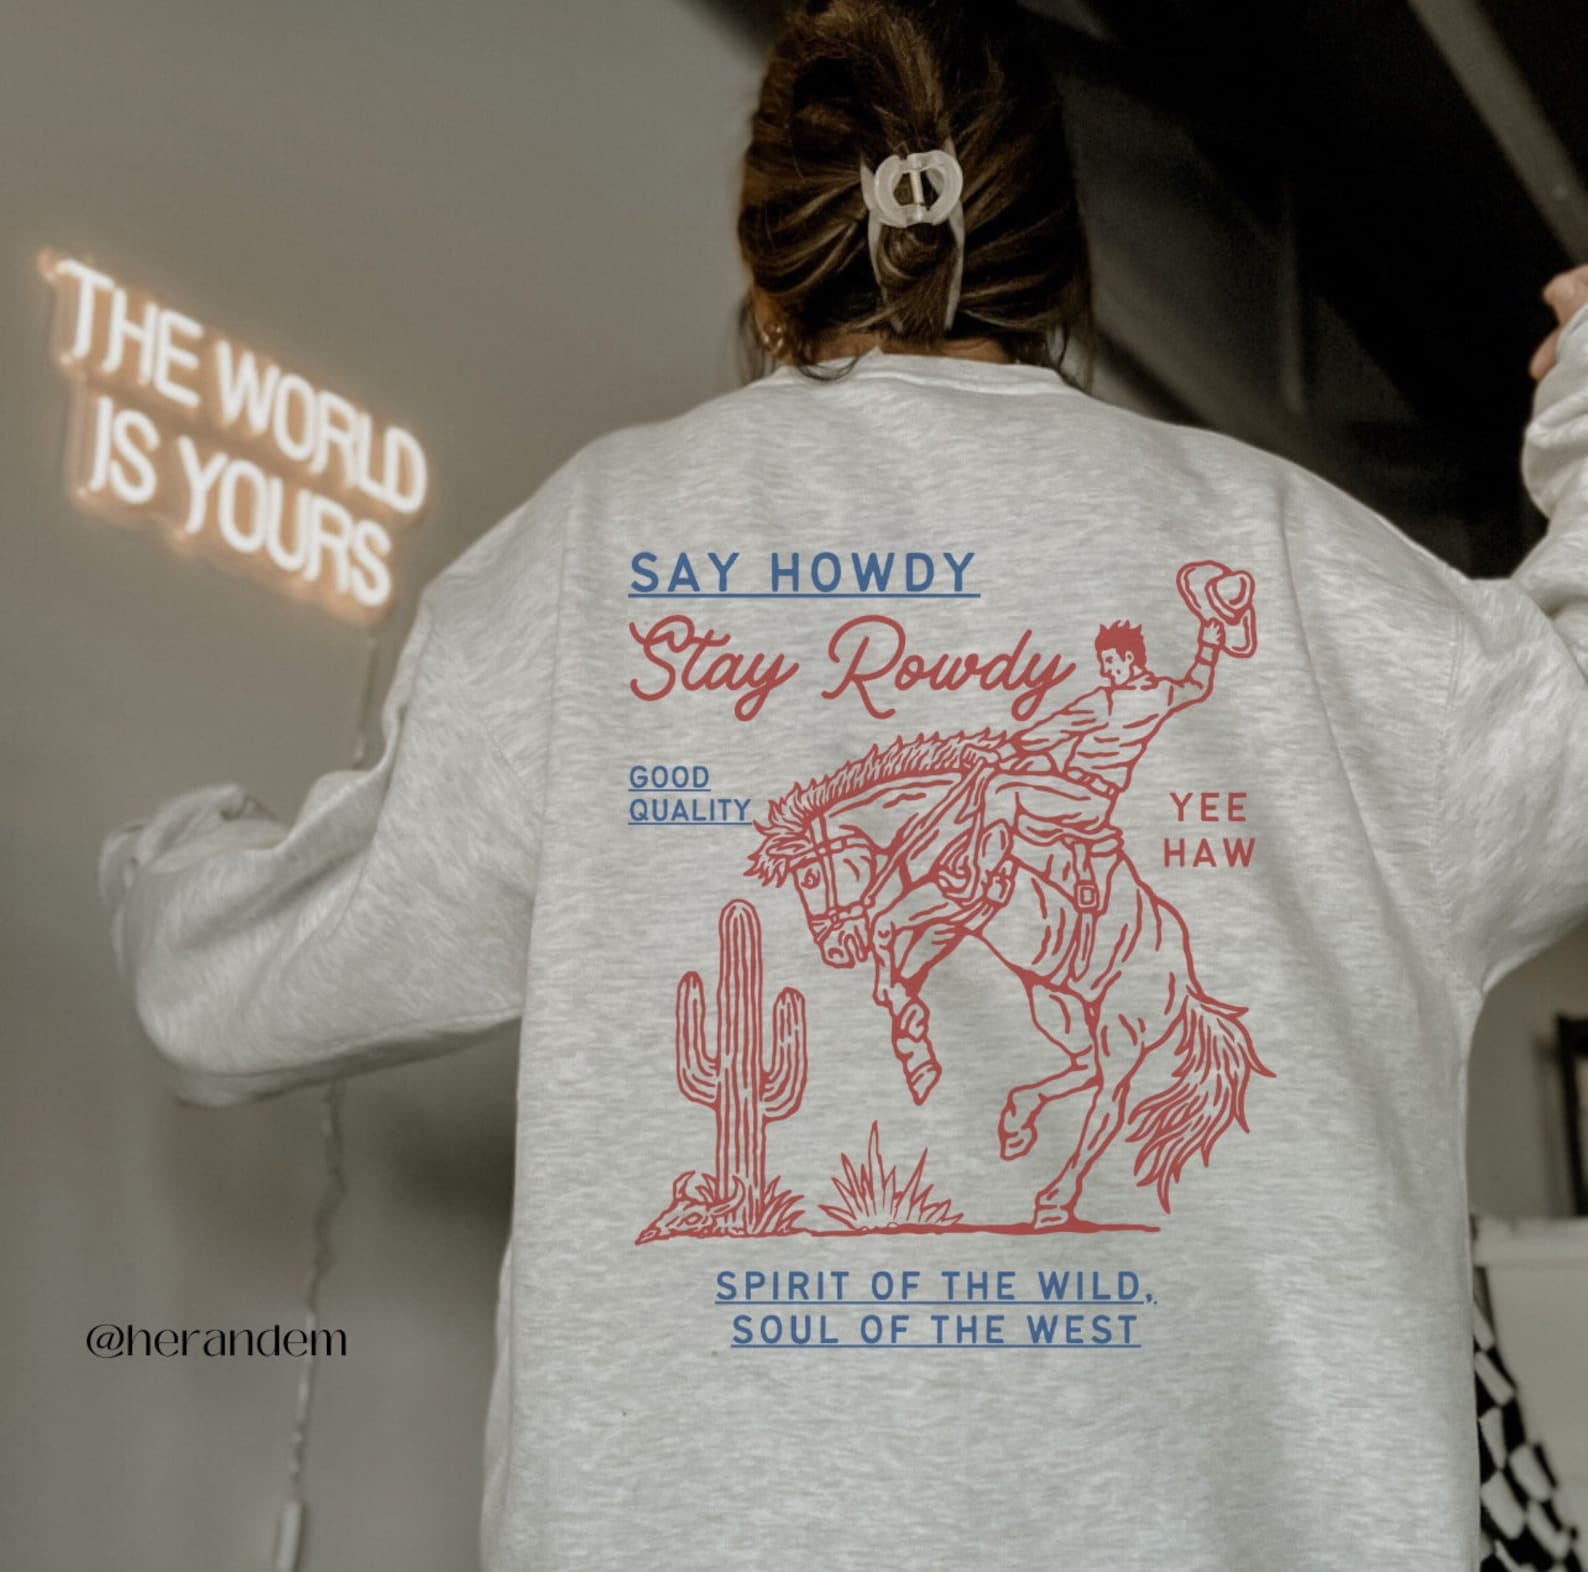 THE WORLD
IS YOURS
SAY HOWDY
Stay Rowdy
GOOD
QUALITY
YEE
HAW
SPIRIT OF THE WILD,
SOUL OF THE WEST
@herandem